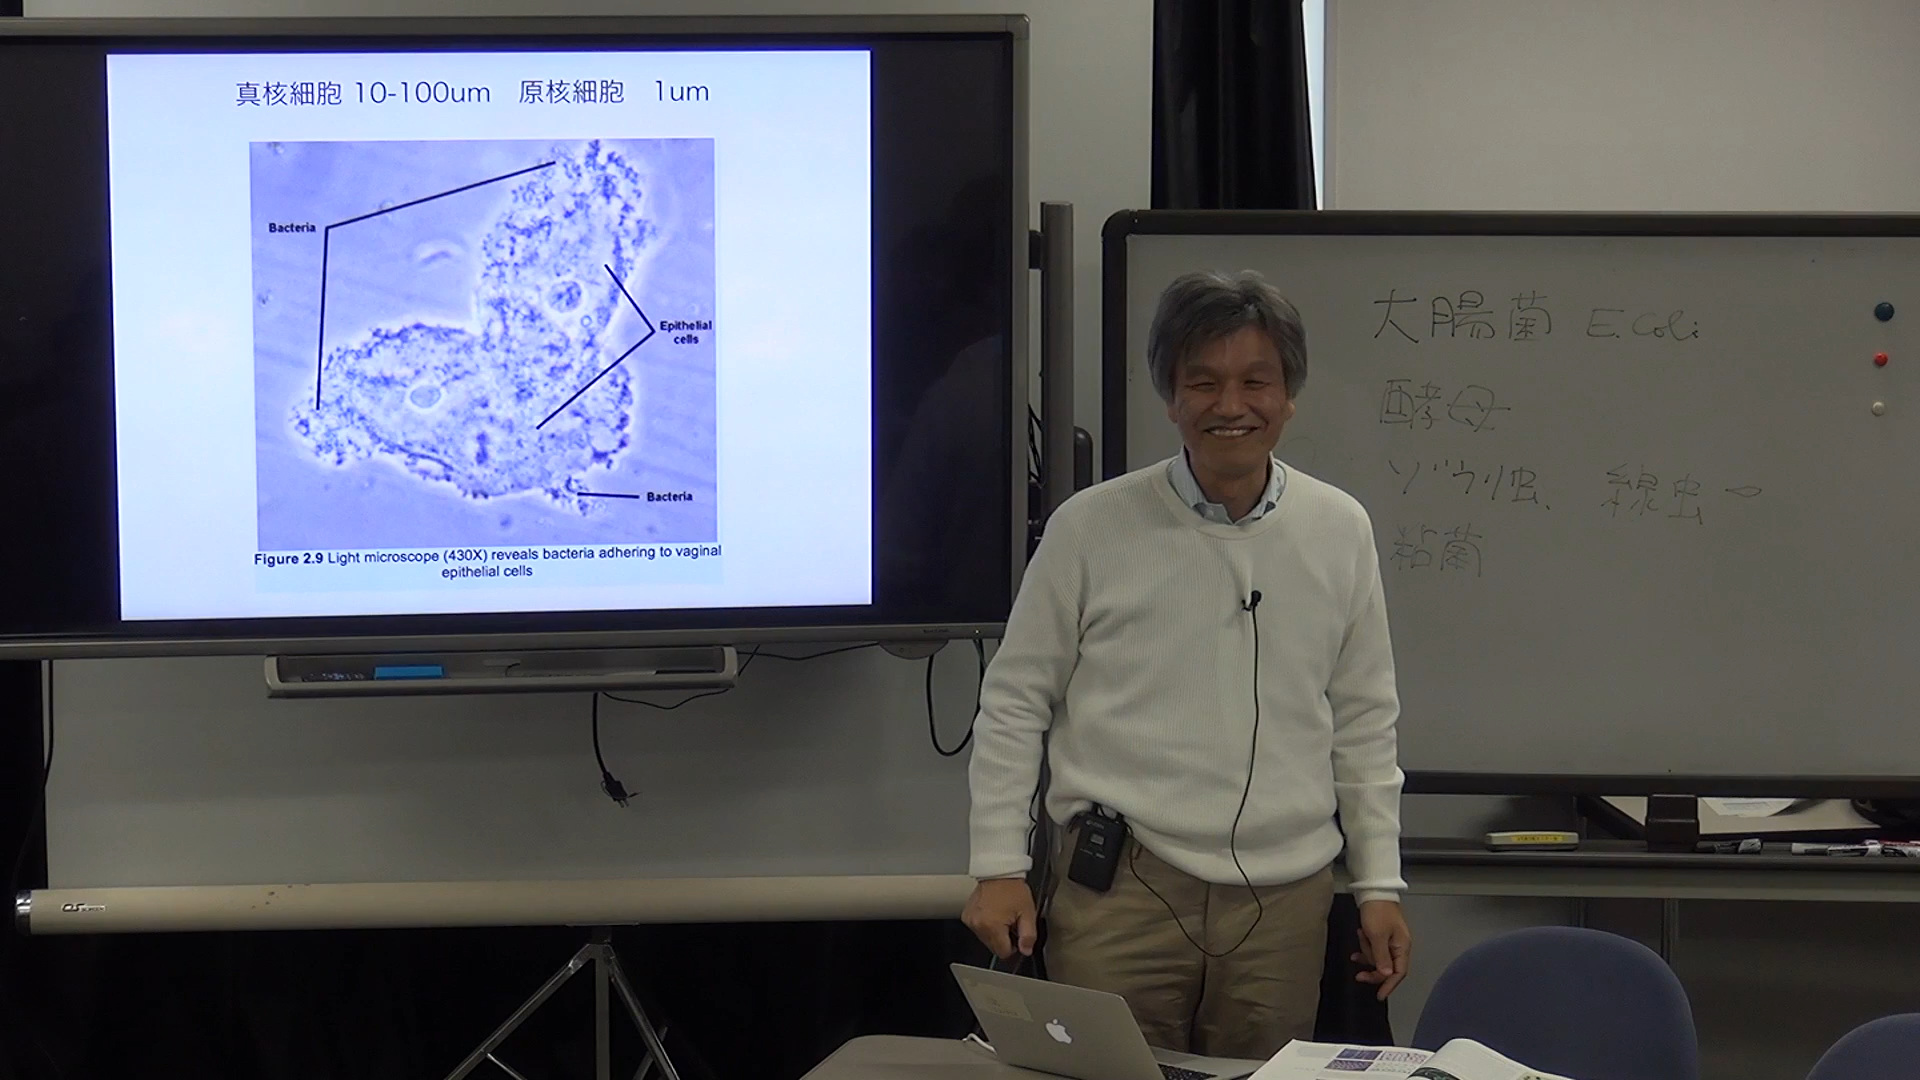 真核細胞 10-100um 原核細胞 1um
Bacteria
Epithelial
cells
Bacteria
Figure 2.9 Light microscope (430X) reveals bacteria adhering to vaginal
epithelial cells
大腸菌 E.Coli
酵母
ゾウリ虫、 線虫
粘菌
OS